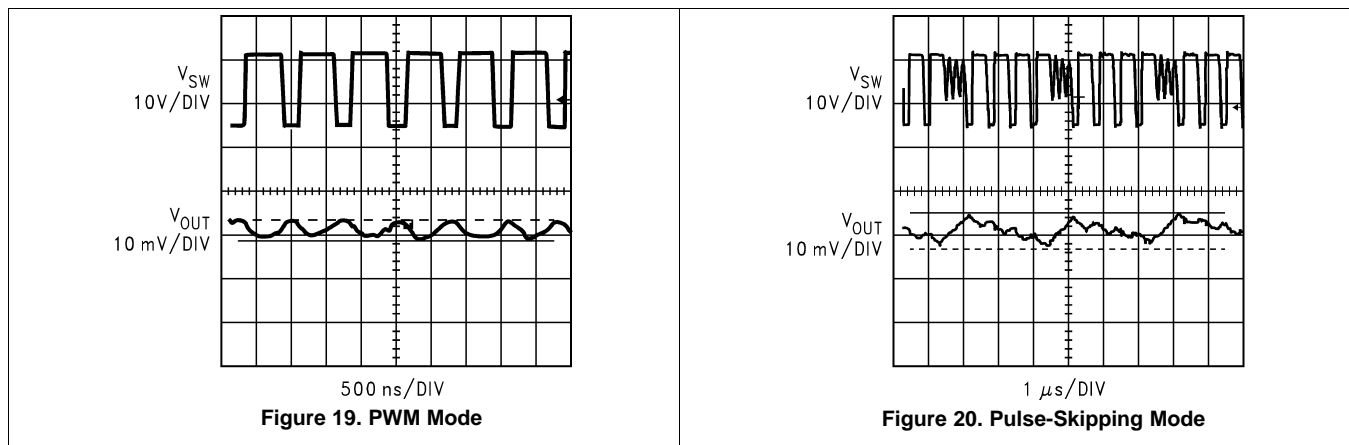 V_SW
10V/DIV
V_OUT
10 mV/DIV
500 ns/DIV
Figure 19. PWM Mode
V_SW
10V/DIV
V_OUT
10 mV/DIV
1 μs/DIV
Figure 20. Pulse-Skipping Mode